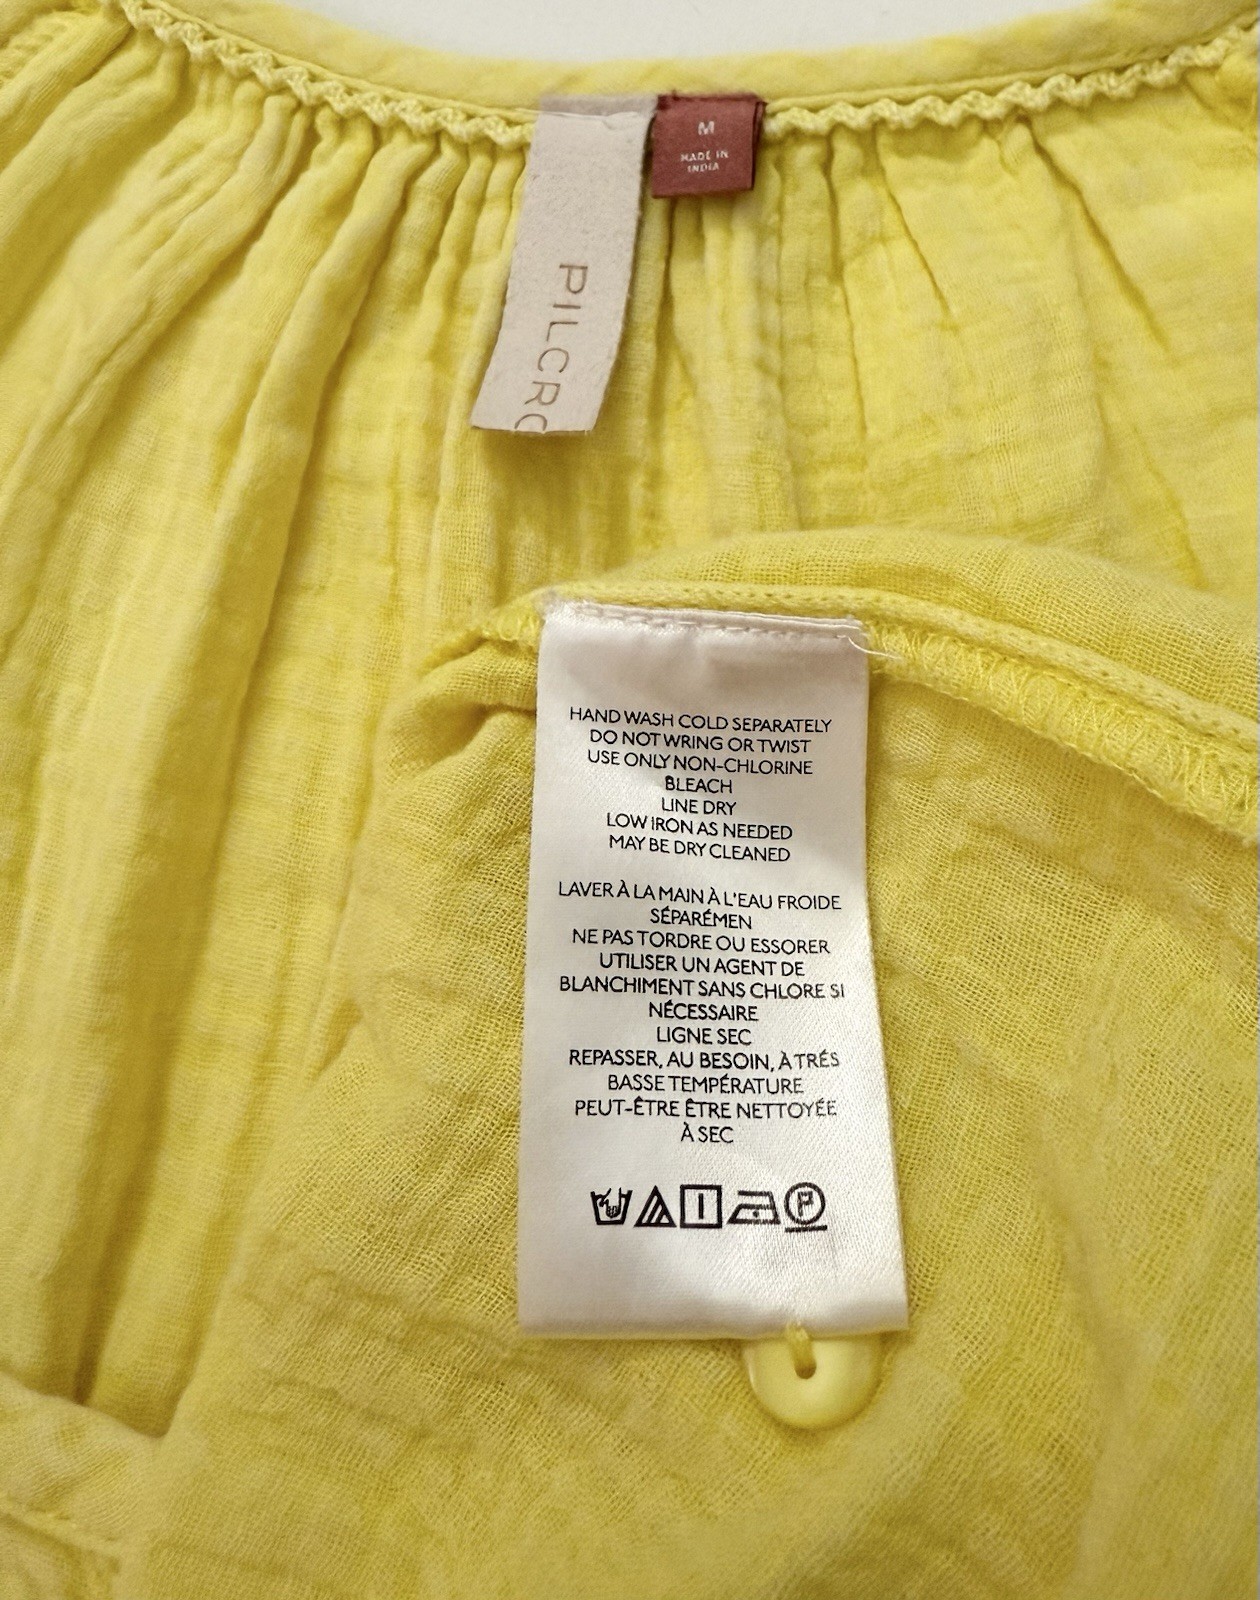 M
MADE IN
INDIA
PILCRO
HAND WASH COLD SEPARATELY
DO NOT WRING OR TWIST
USE ONLY NON-CHLORINE
BLEACH
LINE DRY
LOW IRON AS NEEDED
MAY BE DRY CLEANED
LAVER À LA MAIN À L'EAU FROIDE
SÉPARÉMEN
NE PAS TORDRE OU ESSORER
UTILISER UN AGENT DE
BLANCHIMENT SANS CHLORE SI
NÉCESSAIRE
LIGNE SEC
REPASSER, AU BESOIN, À TRÉS
BASSE TEMPÉRATURE
PEUT-ÊTRE ÊTRE NETTOYÉE
À SEC
P